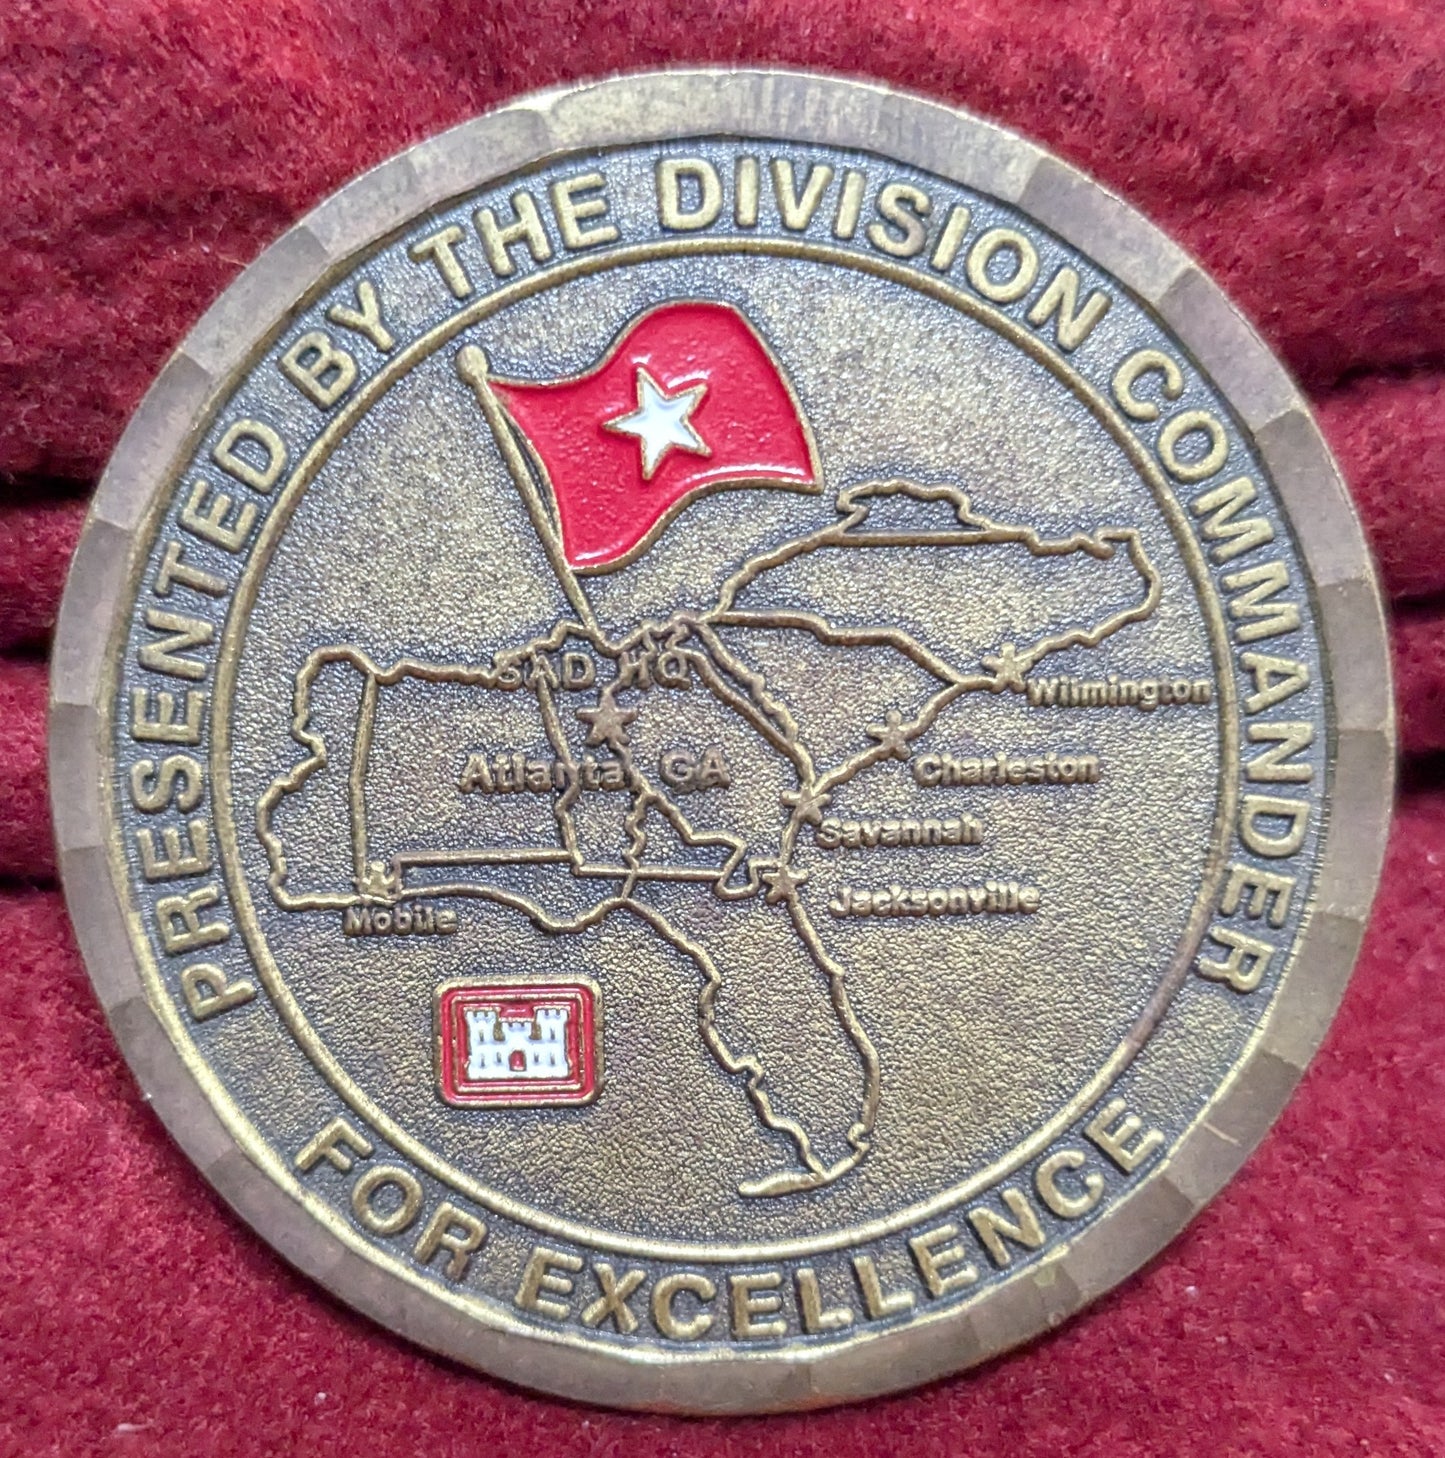 PRESENTED BY THE DIVISION COMMANDER
SAD HQ
Atlanta, GA
Wilmington
Charleston
Savannah
Jacksonville
Mobile
FOR EXCELLENCE